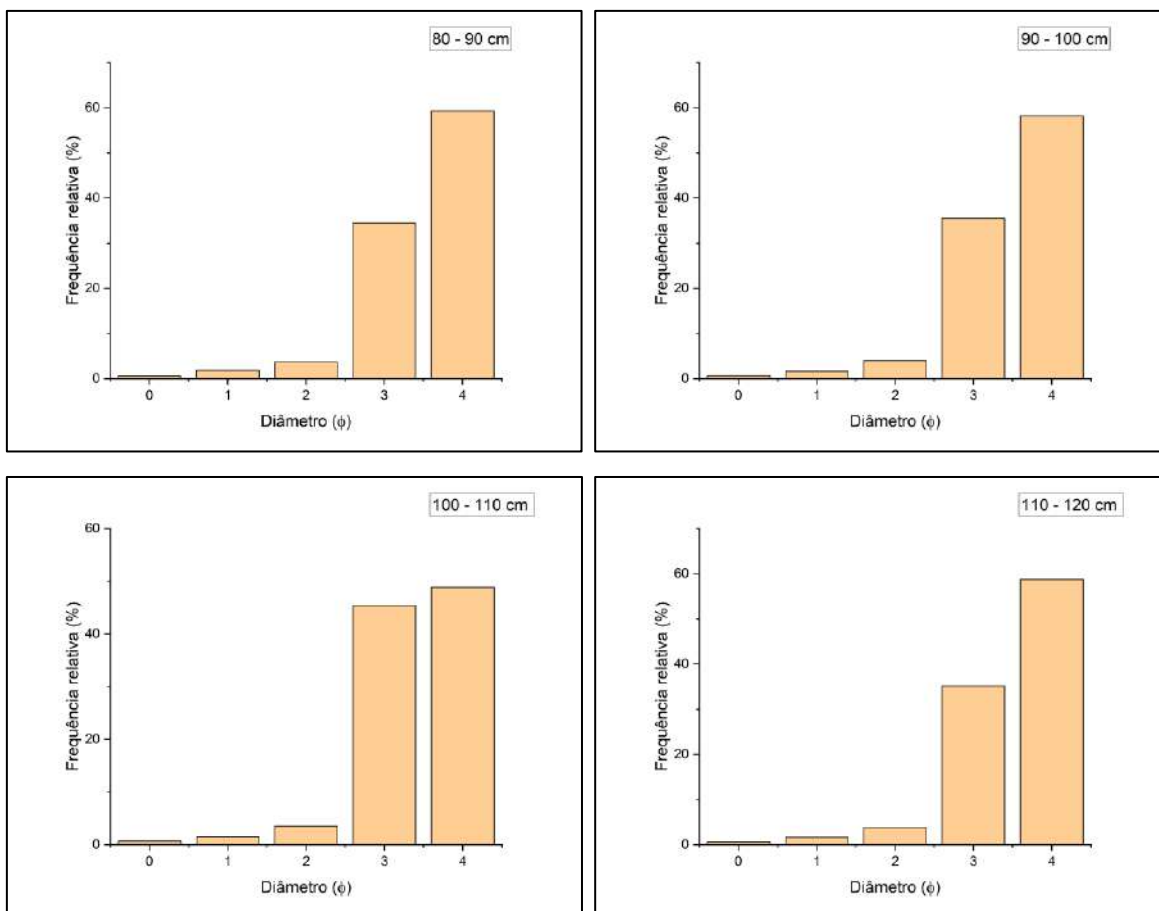 80 - 90 cm
Frequência relativa (%)
60
40
20
0
0 1 2 3 4
Diâmetro (ϕ)
90 - 100 cm
Frequência relativa (%)
60
40
20
0
0 1 2 3 4
Diâmetro (ϕ)
100 - 110 cm
Frequência relativa (%)
60
40
20
0
0 1 2 3 4
Diâmetro (ϕ)
110 - 120 cm
Frequência relativa (%)
60
40
20
0
0 1 2 3 4
Diâmetro (ϕ)